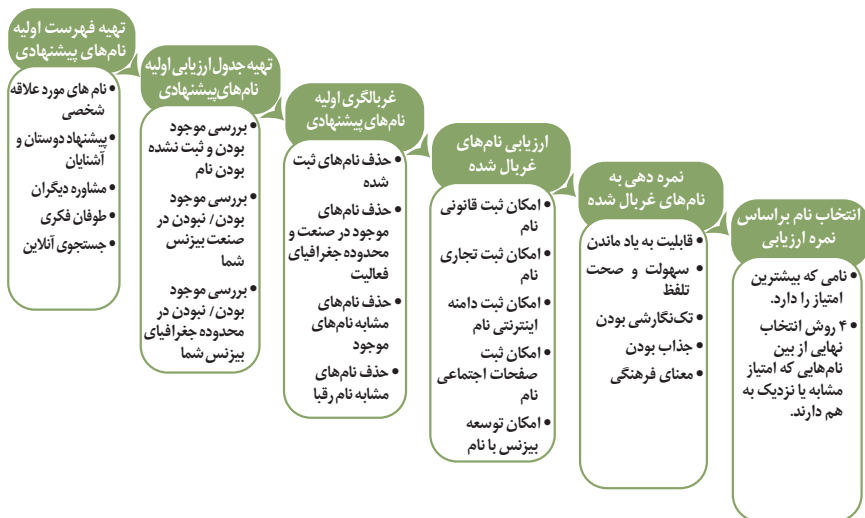 تهیه فهرست اولیه
نام‌های پیشنهادی
• نام های مورد علاقه
شخصی
• پیشنهاد دوستان و
آشنایان
• مشاوره دیگران
• طوفان فکری
• جستجوی آنلاین
تهیه جدول ارزیابی اولیه
نام‌های پیشنهادی
• بررسی موجود
بودن و ثبت نشده
بودن نام
• بررسی موجود
بودن/ نبودن در
صنعت بیزنس
شما
• بررسی موجود
بودن/ نبودن در
محدوده جغرافیای
بیزنس شما
غربالگری اولیه
نام‌های پیشنهادی
• حذف نام‌های ثبت
شده
• حذف نام‌های
موجود در صنعت و
محدوده جغرافیای
فعالیت
• حذف نام‌های
مشابه نام‌های
موجود
• حذف نام‌های
مشابه نام رقبا
ارزیابی نام‌های
غربال شده
• امکان ثبت قانونی
نام
• امکان ثبت تجاری
نام
• امکان ثبت دامنه
اینترنتی نام
• امکان ثبت
صفحات اجتماعی
نام
• امکان توسعه
بیزنس با نام
نمره دهی به
نام‌های غربال شده
• قابلیت به یاد ماندن
• سهولت و صحت
تلفظ
• تک‌نگارشی بودن
• جذاب بودن
• معنای فرهنگی
انتخاب نام براساس
نمره ارزیابی
• نامی که بیشترین
امتیاز را دارد.
• ۴ روش انتخاب
نهایی از بین
نام‌هایی که امتیاز
مشابه یا نزدیک به
هم دارند.